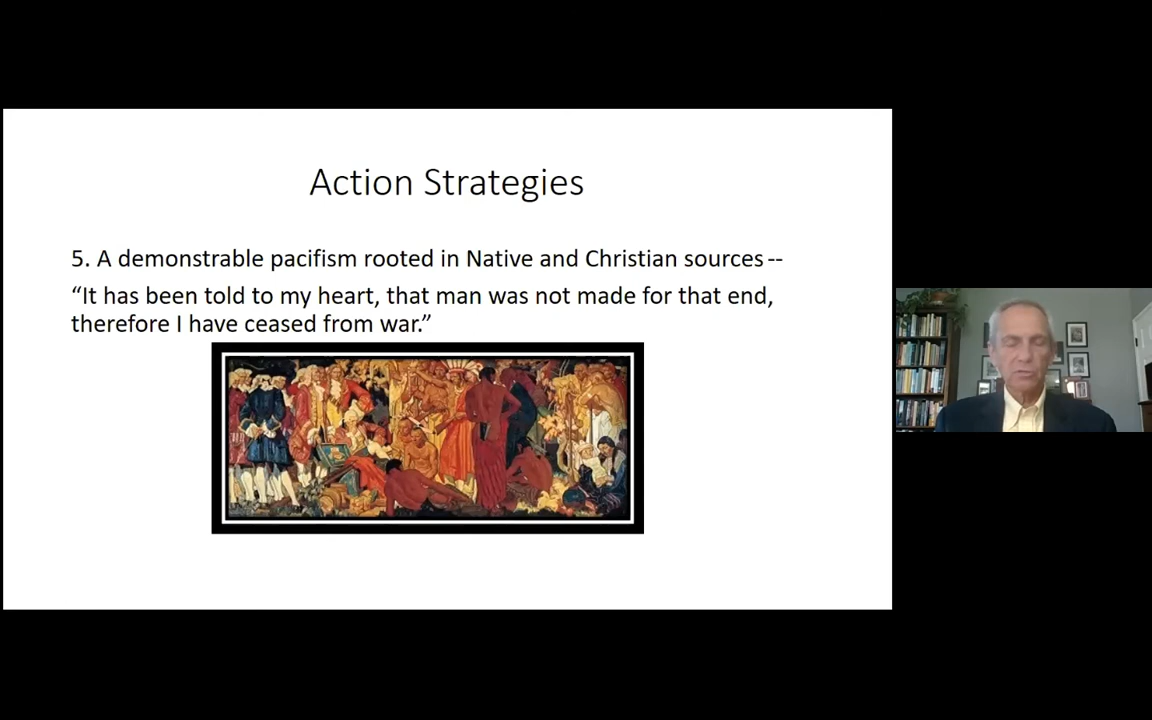 Action Strategies
5. A demonstrable pacifism rooted in Native and Christian sources --
“It has been told to my heart, that man was not made for that end,
therefore I have ceased from war.”